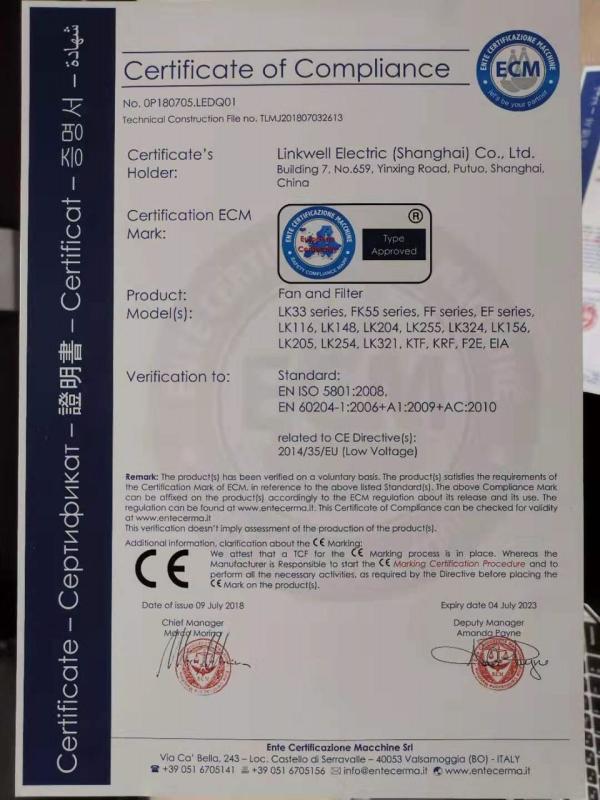 Certificate – Сертификат – 證明書 – Certificat – 증명서 – شهادة
Certificate of Compliance
ENTE CERTIFICAZIONE MACCHINE
ECM
let's be your partner
No. 0P180705.LEDQ01
Technical Construction File no. TLMJ201807032613
Certificate's Holder:
Linkwell Electric (Shanghai) Co., Ltd.
Building 7, No.659, Yinxing Road, Putuo, Shanghai,
China
Certification ECM Mark:
ENTE CERTIFICAZIONE MACCHINE
SAFETY COMPLIANCE MARK
®
Type
Approved
Product:
Fan and Filter
Model(s):
LK33 series, FK55 series, FF series, EF series,
LK116, LK148, LK204, LK255, LK324, LK156,
LK205, LK254, LK321, KTF, KRF, F2E, EIA
Verification to:
Standard:
EN ISO 5801:2008,
EN 60204-1:2006+A1:2009+AC:2010
related to CE Directive(s):
2014/35/EU (Low Voltage)
Remark: The product(s) has been verified on a voluntary basis. The product(s) satisfies the requirements of
the Certification Mark of ECM, in reference to the above listed Standard(s). The above Compliance Mark
can be affixed on the product(s) accordingly to the ECM regulation about its release and its use. The
regulation can be found at www.entecerma.it. This Certificate of Compliance can be checked for validity
at www.entecerma.it
This verification doesn't imply assessment of the production of the product(s).
Additional information, clarification about the CE Marking:
CE
We attest that a TCF for the CE Marking process is in place. Whereas the
Manufacturer is Responsible to start the CE Marking Certification Procedure and to
perform all the necessary activities, as required by the Directive before placing the
CE Mark on the product(s).
Date of issue 09 July 2018
Expiry date 04 July 2023
Chief Manager
Marco Morina
Deputy Manager
Amanda Payne
Ente Certificazione Macchine Srl
Via Ca' Bella, 243 – Loc. Castello di Serravalle – 40053 Valsamoggia (BO) - ITALY
+39 051 6705141 +39 051 6705156 info@entecerma.it www.entecerma.it